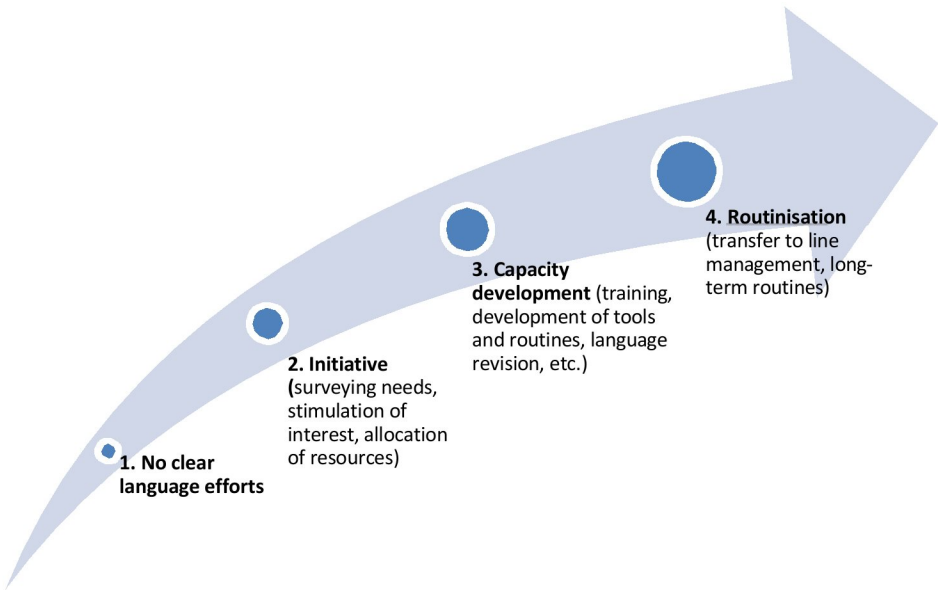 1. No clear
language efforts
2. Initiative
(surveying needs,
stimulation of
interest, allocation
of resources)
3. Capacity
development (training,
development of tools
and routines, language
revision, etc.)
4. Routinisation
(transfer to line
management, long-
term routines)